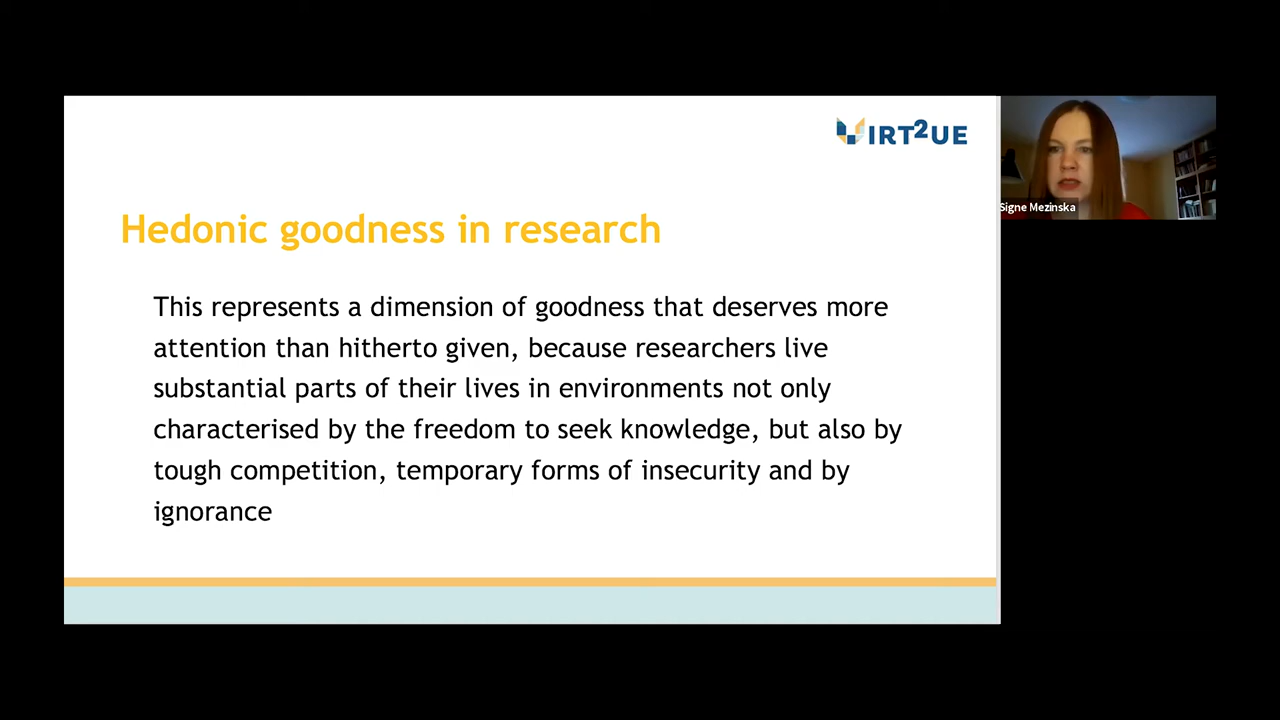 VIRT2UE
Signe Mezinska
Hedonic goodness in research
This represents a dimension of goodness that deserves more
attention than hitherto given, because researchers live
substantial parts of their lives in environments not only
characterised by the freedom to seek knowledge, but also by
tough competition, temporary forms of insecurity and by
ignorance